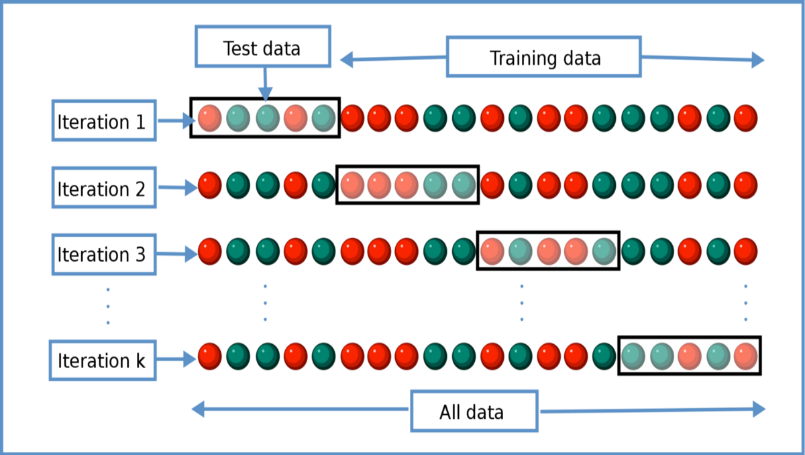 Test data
Training data
Iteration 1
Iteration 2
Iteration 3
Iteration k
All data